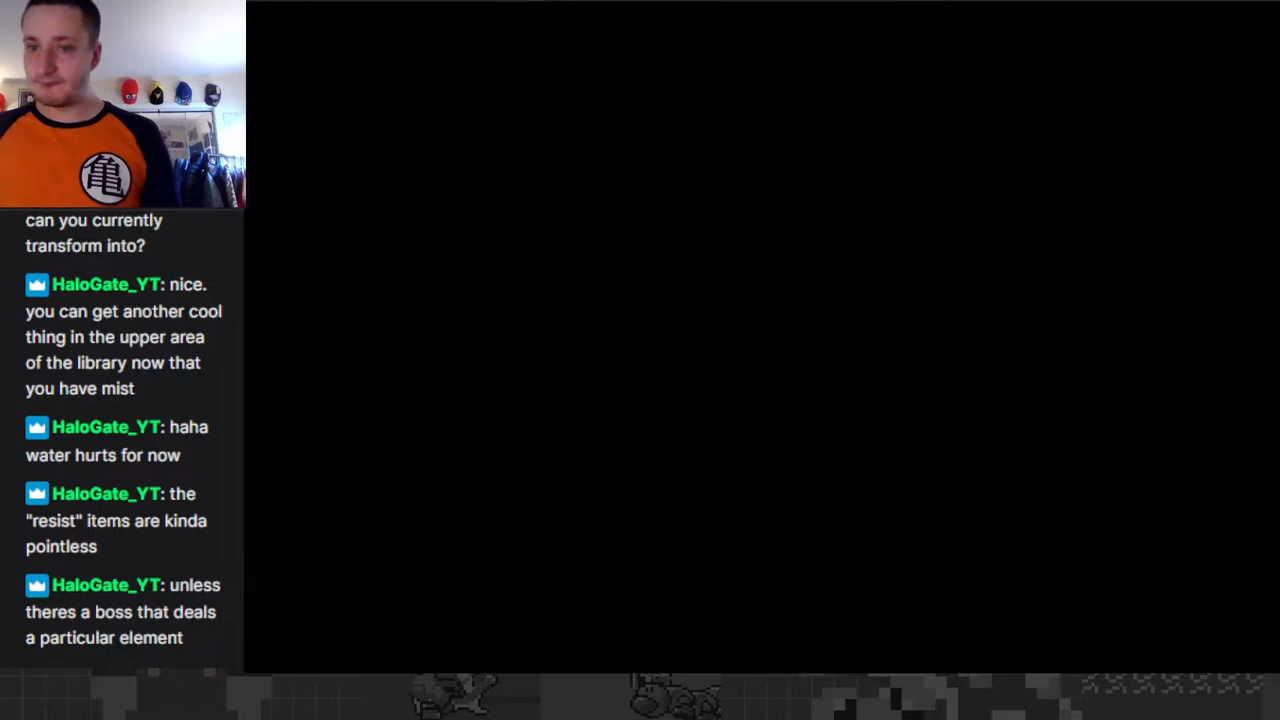 亀
can you currently
transform into?
HaloGate_YT: nice.
you can get another cool
thing in the upper area
of the library now that
you have mist
HaloGate_YT: haha
water hurts for now
HaloGate_YT: the
"resist" items are kinda
pointless
HaloGate_YT: unless
theres a boss that deals
a particular element